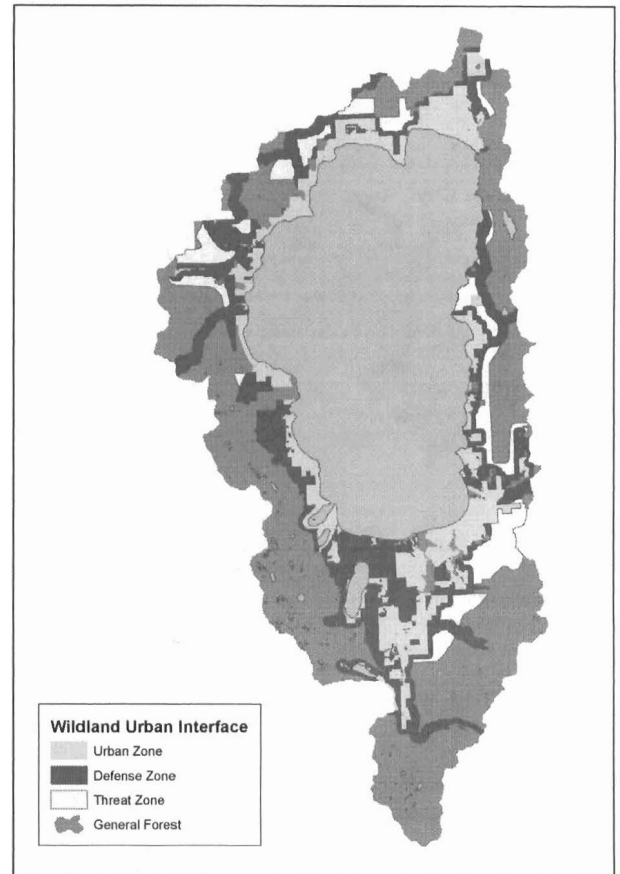 Wildland Urban Interface
Urban Zone
Defense Zone
Threat Zone
General Forest